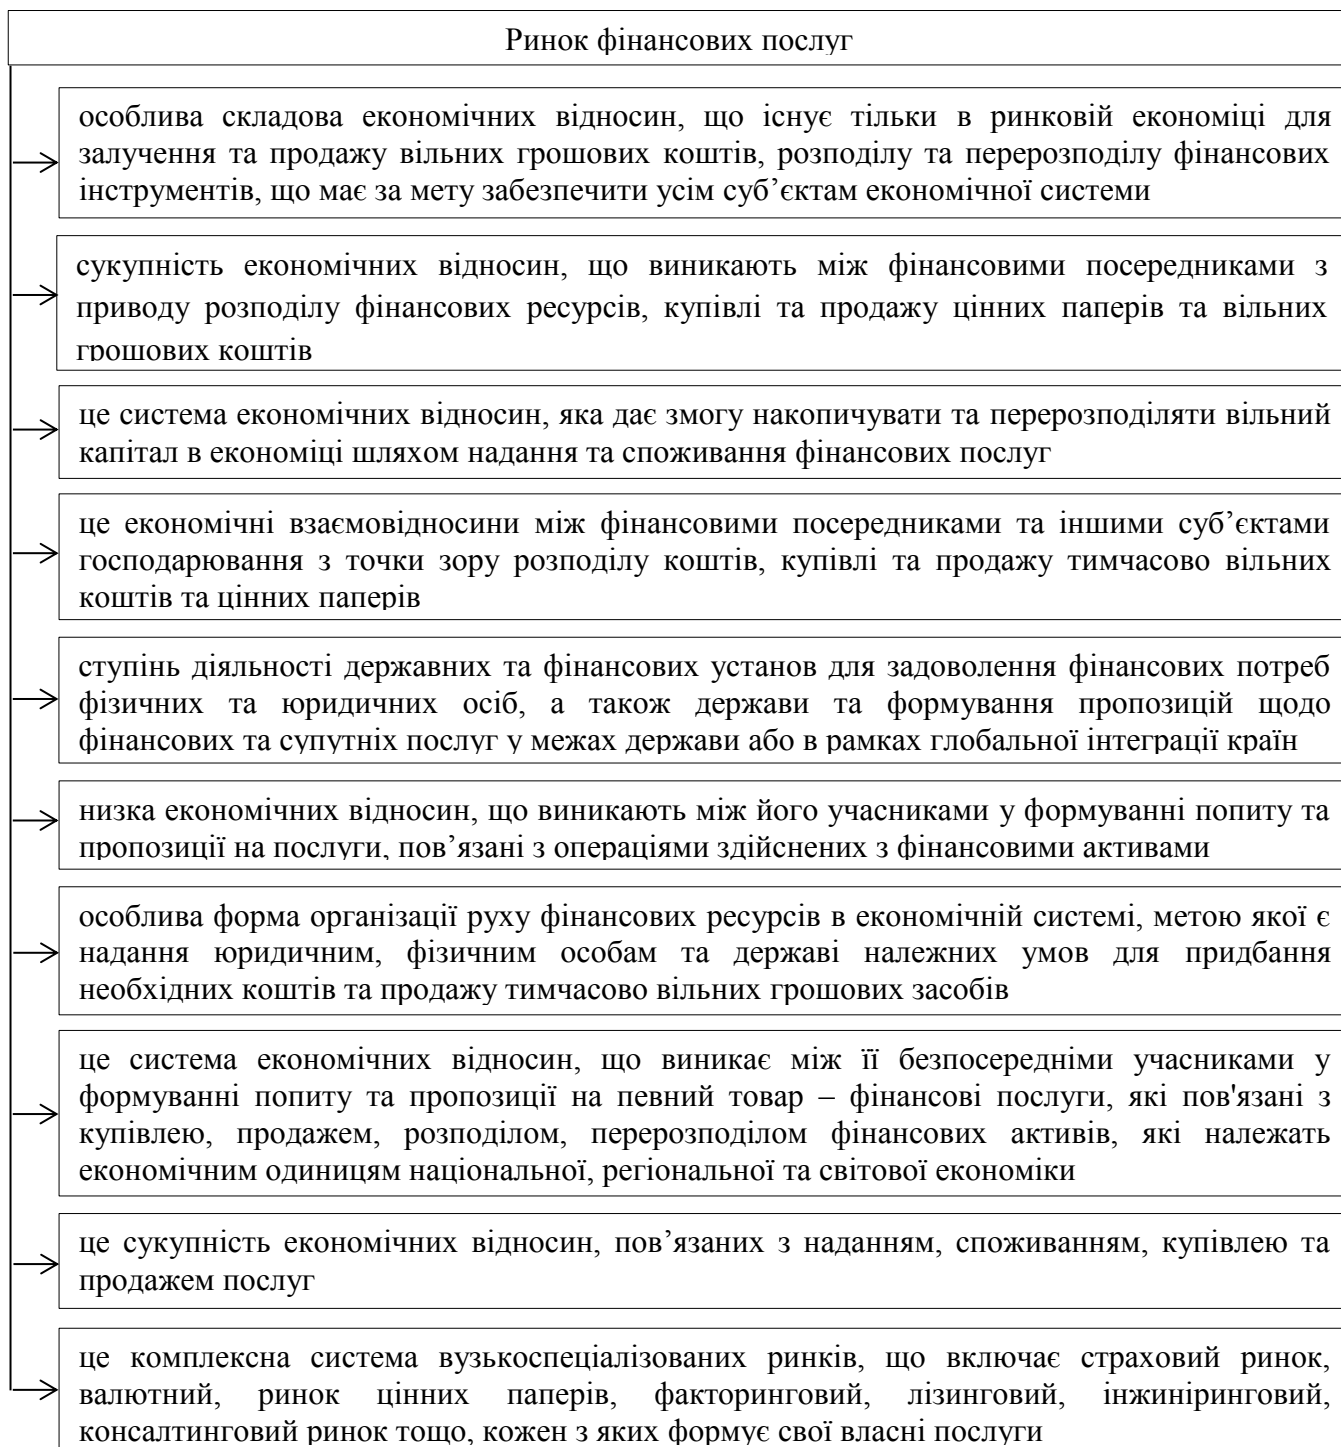 Ринок фінансових послуг
особлива складова економічних відносин, що існує тільки в ринковій економіці для
залучення та продажу вільних грошових коштів, розподілу та перерозподілу фінансових
інструментів, що має за мету забезпечити усім суб’єктам економічної системи
сукупність економічних відносин, що виникають між фінансовими посередниками з
приводу розподілу фінансових ресурсів, купівлі та продажу цінних паперів та вільних
грошових коштів
це система економічних відносин, яка дає змогу накопичувати та перерозподіляти вільний
капітал в економіці шляхом надання та споживання фінансових послуг
це економічні взаємовідносини між фінансовими посередниками та іншими суб’єктами
господарювання з точки зору розподілу коштів, купівлі та продажу тимчасово вільних
коштів та цінних паперів
ступінь діяльності державних та фінансових установ для задоволення фінансових потреб
фізичних та юридичних осіб, а також держави та формування пропозицій щодо
фінансових та супутніх послуг у межах держави або в рамках глобальної інтеграції країн
низка економічних відносин, що виникають між його учасниками у формуванні попиту та
пропозиції на послуги, пов’язані з операціями здійснених з фінансовими активами
особлива форма організації руху фінансових ресурсів в економічній системі, метою якої є
надання юридичним, фізичним особам та державі належних умов для придбання
необхідних коштів та продажу тимчасово вільних грошових засобів
це система економічних відносин, що виникає між її безпосередніми учасниками у
формуванні попиту та пропозиції на певний товар – фінансові послуги, які пов'язані з
купівлею, продажем, розподілом, перерозподілом фінансових активів, які належать
економічним одиницям національної, регіональної та світової економіки
це сукупність економічних відносин, пов’язаних з наданням, споживанням, купівлею та
продажем послуг
це комплексна система вузькоспеціалізованих ринків, що включає страховий ринок,
валютний, ринок цінних паперів, факторинговий, лізинговий, інжиніринговий,
консалтинговий ринок тощо, кожен з яких формує свої власні послуги